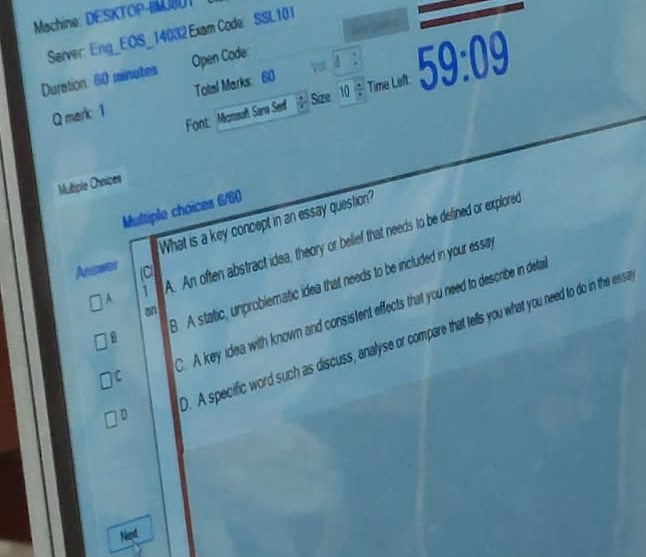 Machine: DESKTOP-
Server: Eng_EOS_14032 Exam Code: SSL101
Duration: 60 minutes
Open Code:
Q mark: 1
Total Marks: 60
Vol 8
Font: Microsoft Sans Serif
Size: 10
Time Left:
59:09
Multiple Choices
Multiple choices 6/60
Answer
A
B
C
D
(C
1
an
What is a key concept in an essay question?
A. An often abstract idea, theory or belief that needs to be defined or explored
B. A static, unproblematic idea that needs to be included in your essay
C. A key idea with known and consistent effects that you need to describe in detail
D. A specific word such as discuss, analyse or compare that tells you what you need to do in the essay
Next